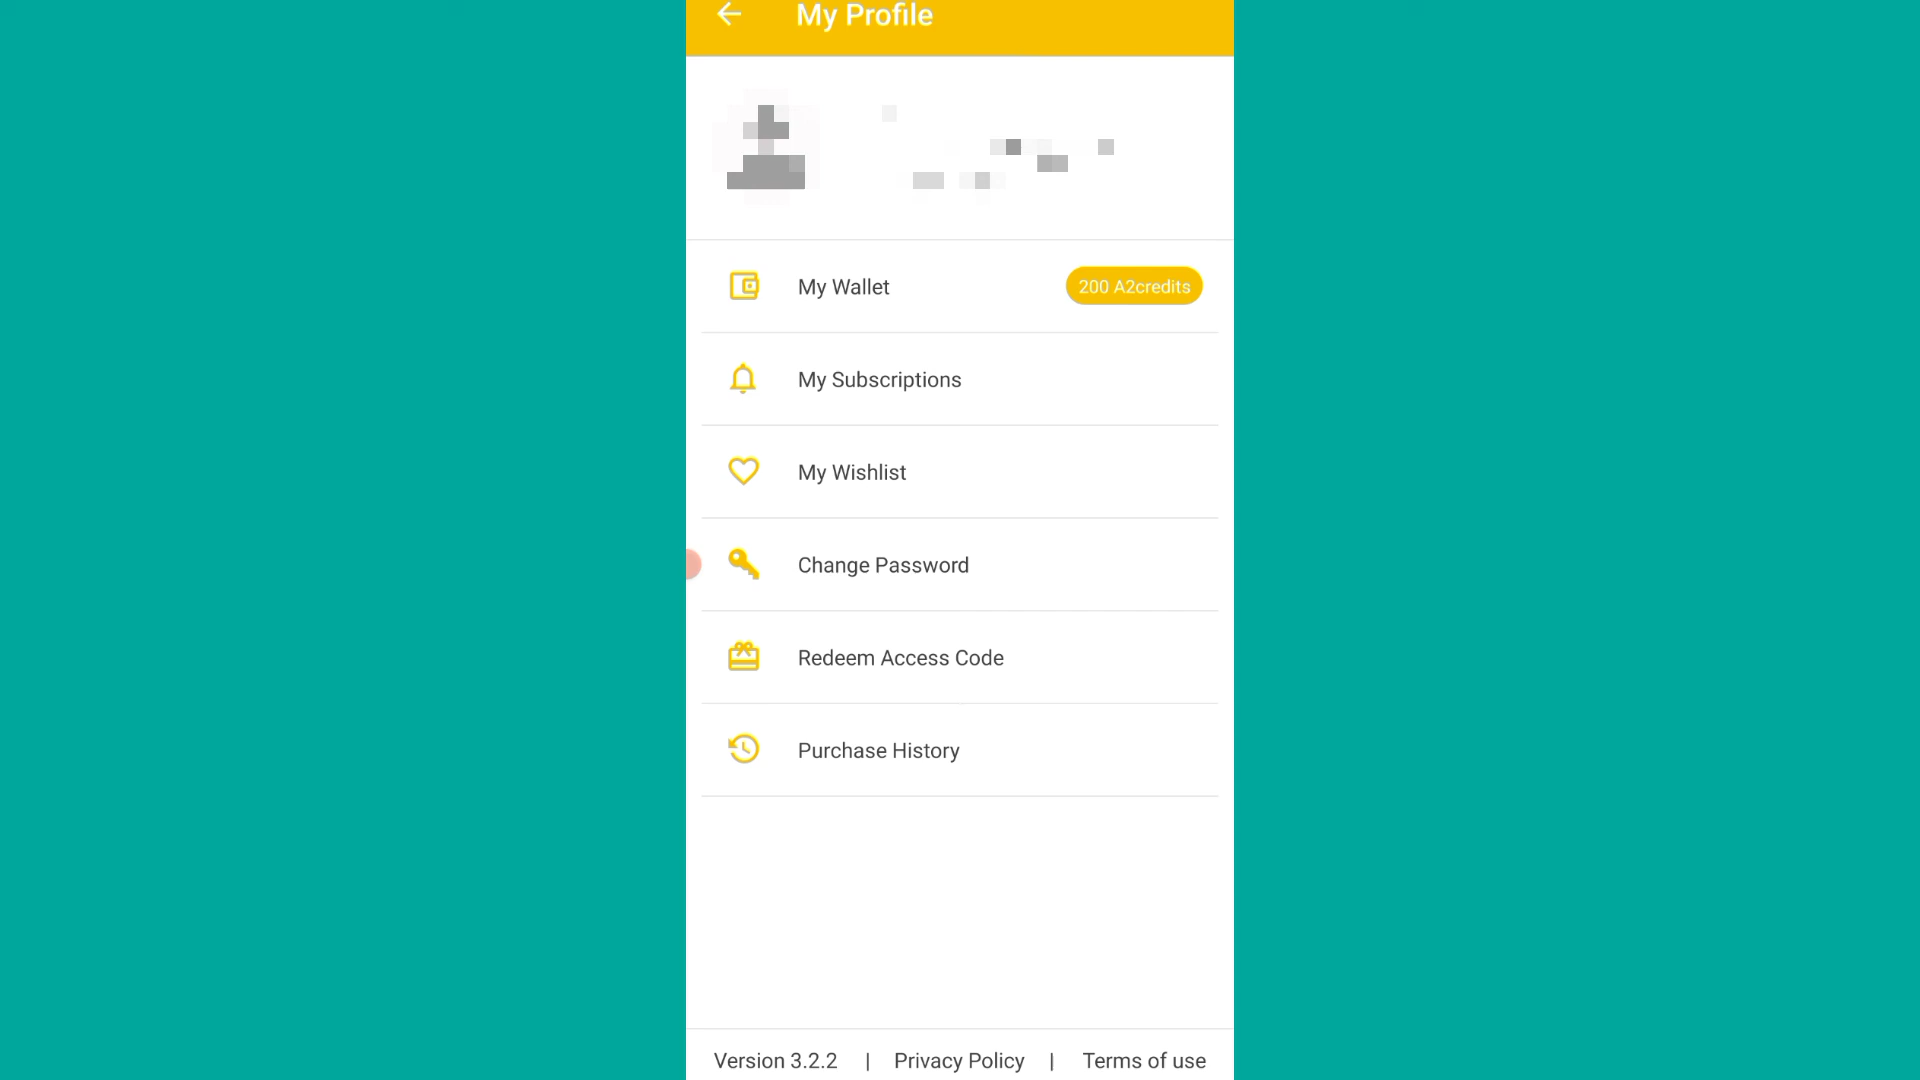 My Profile
My Wallet
200 A2credits
My Subscriptions
My Wishlist
Change Password
Redeem Access Code
Purchase History
Version 3.2.2 | Privacy Policy | Terms of use